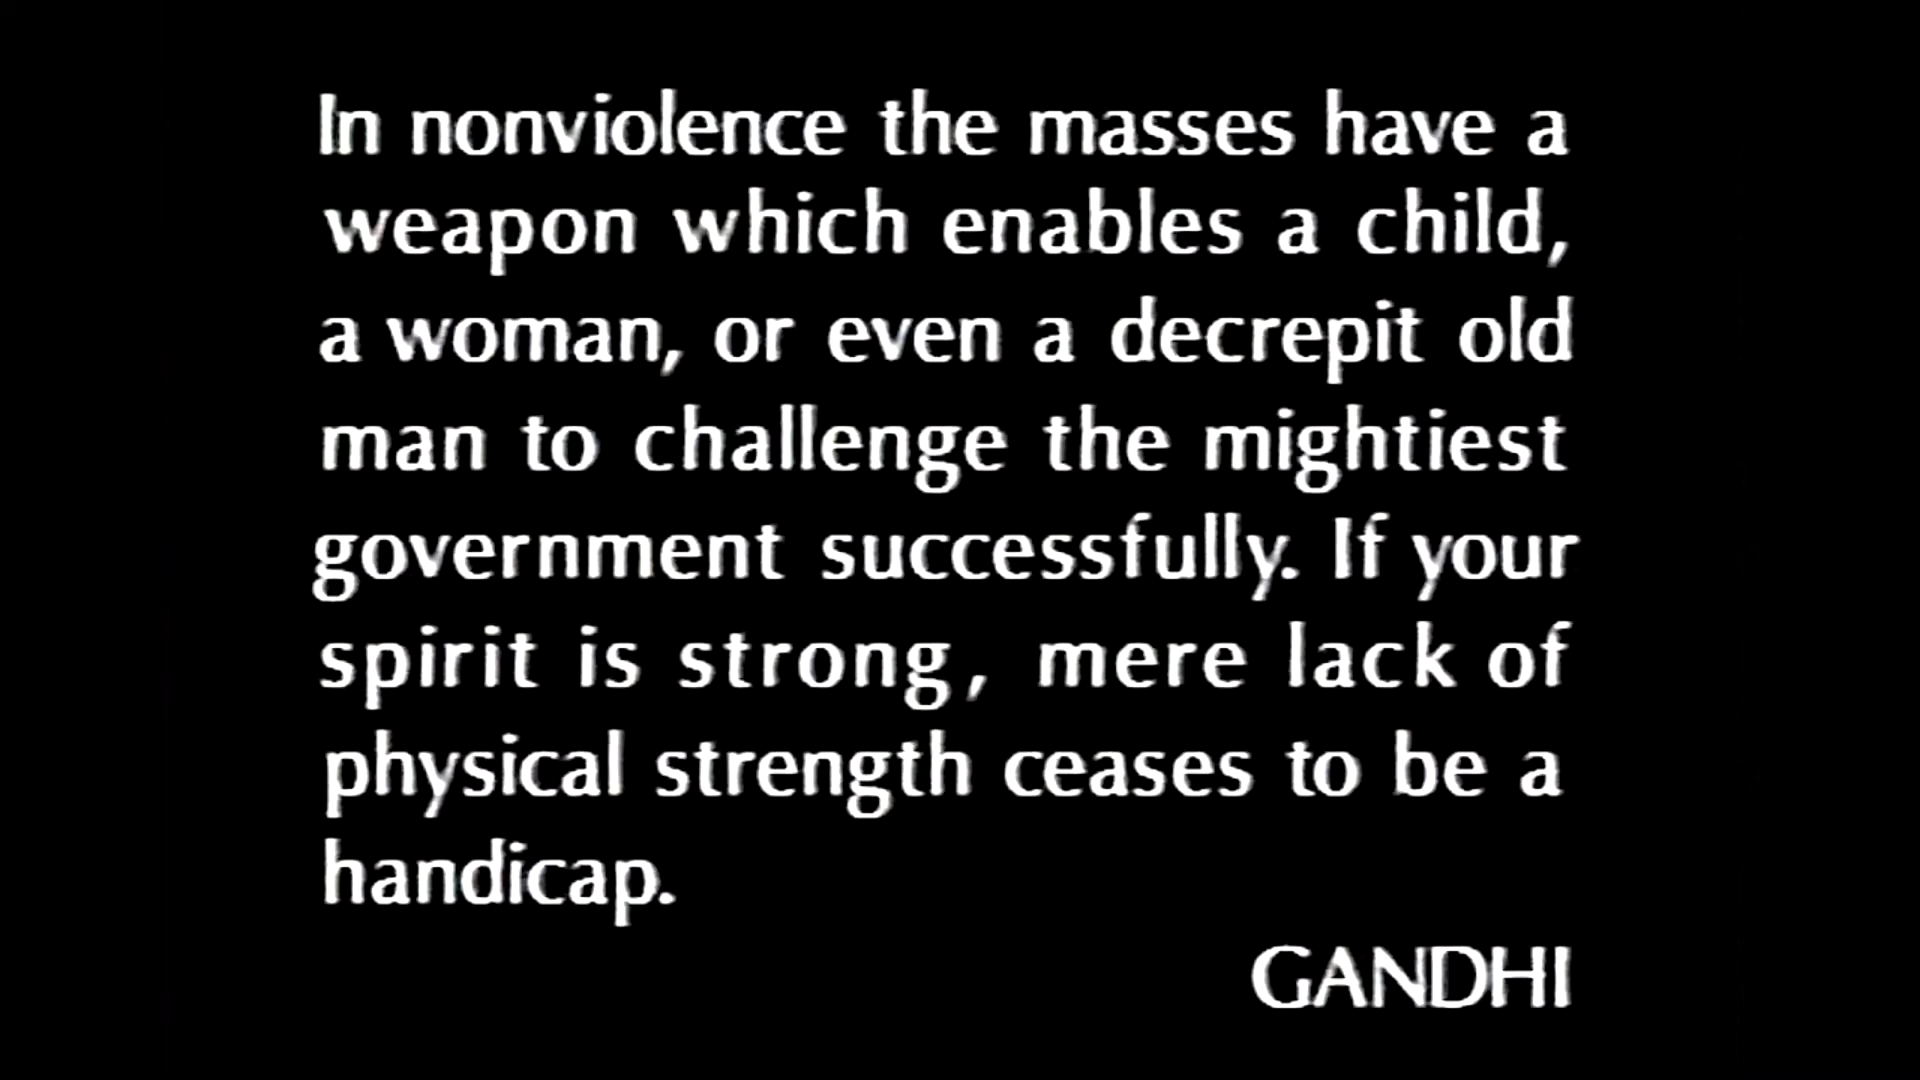 In nonviolence the masses have a
weapon which enables a child,
a woman, or even a decrepit old
man to challenge the mightiest
government successfully. If your
spirit is strong, mere lack of
physical strength ceases to be a
handicap.
GANDHI